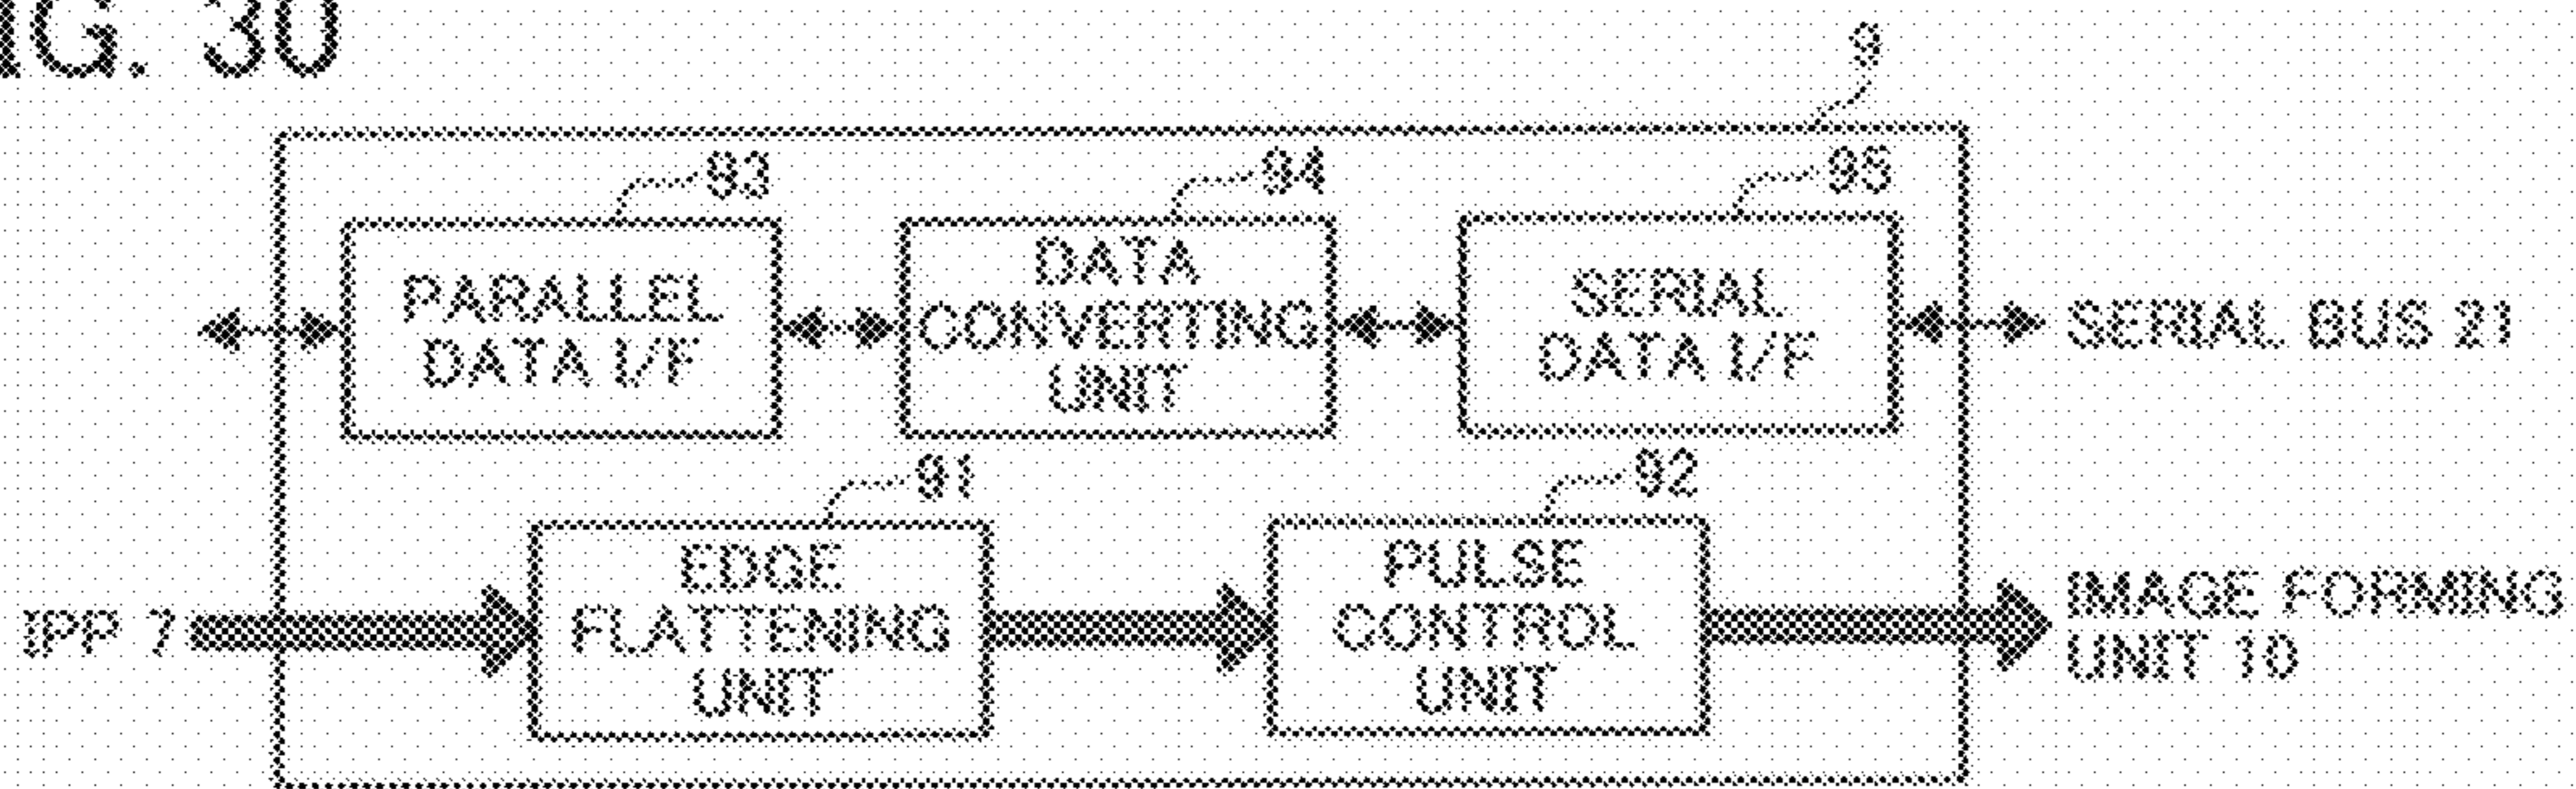 IG. 30
9
93
94
95
PARALLEL
DATA I/F
DATA
CONVERTING
UNIT
SERIAL
DATA I/F
SERIAL BUS 21
91
92
IPP 7
EDGE
FLATTENING
UNIT
PULSE
CONTROL
UNIT
IMAGE FORMING
UNIT 10